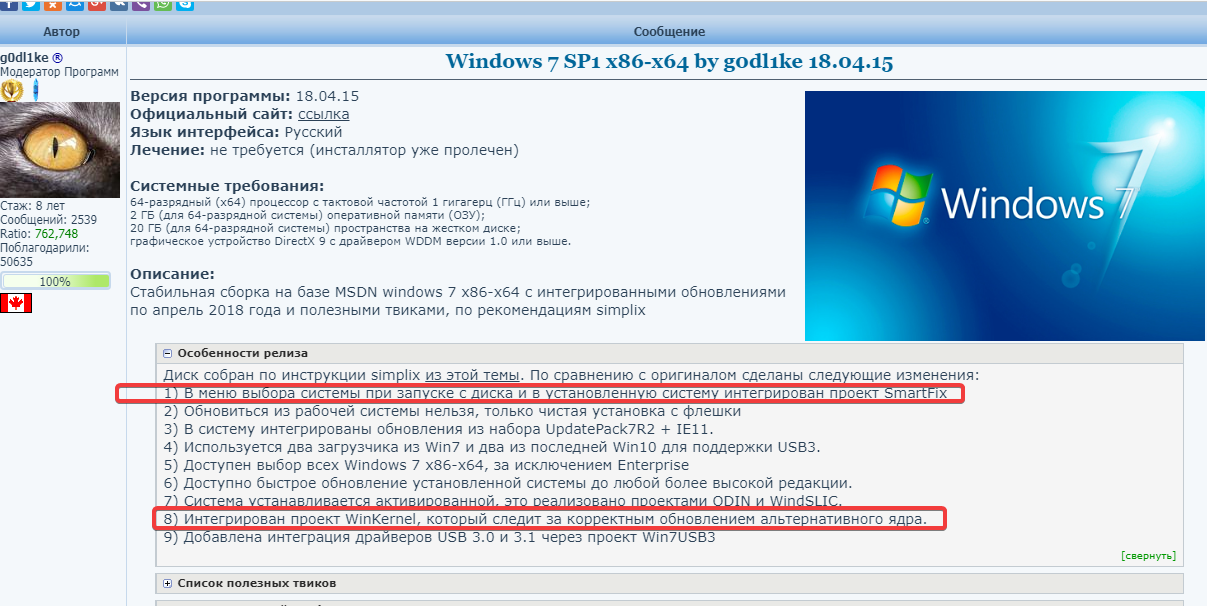 Автор
Сообщение
g0dl1ke ®
Модератор Программ
Стаж: 8 лет
Сообщений: 2539
Ratio: 762,748
Поблагодарили:
50635
100%
Windows 7 SP1 x86-x64 by g0dl1ke 18.04.15
Версия программы: 18.04.15
Официальный сайт: ссылка
Язык интерфейса: Русский
Лечение: не требуется (инсталлятор уже пролечен)
Системные требования:
64-разрядный (x64) процессор с тактовой частотой 1 гигагерц (ГГц) или выше;
2 ГБ (для 64-разрядной системы) оперативной памяти (ОЗУ);
20 ГБ (для 64-разрядной системы) пространства на жестком диске;
графическое устройство DirectX 9 с драйвером WDDM версии 1.0 или выше.
Описание:
Стабильная сборка на базе MSDN windows 7 x86-x64 с интегрированными обновлениями
по апрель 2018 года и полезными твиками, по рекомендациям simplix
Windows 7
Особенности релиза
Диск собран по инструкции simplix из этой темы. По сравнению с оригиналом сделаны следующие изменения:
1) В меню выбора системы при запуске с диска и в установленную систему интегрирован проект SmartFix
2) Обновиться из рабочей системы нельзя, только чистая установка с флешки
3) В систему интегрированы обновления из набора UpdatePack7R2 + IE11.
4) Используется два загрузчика из Win7 и два из последней Win10 для поддержки USB3.
5) Доступен выбор всех Windows 7 x86-x64, за исключением Enterprise
6) Доступно быстрое обновление установленной системы до любой более высокой редакции.
7) Система устанавливается активированной, это реализовано проектами ODIN и WindSLIC.
8) Интегрирован проект WinKernel, который следит за корректным обновлением альтернативного ядра.
9) Добавлена интеграция драйверов USB 3.0 и 3.1 через проект Win7USB3
[свернуть]
Список полезных твиков